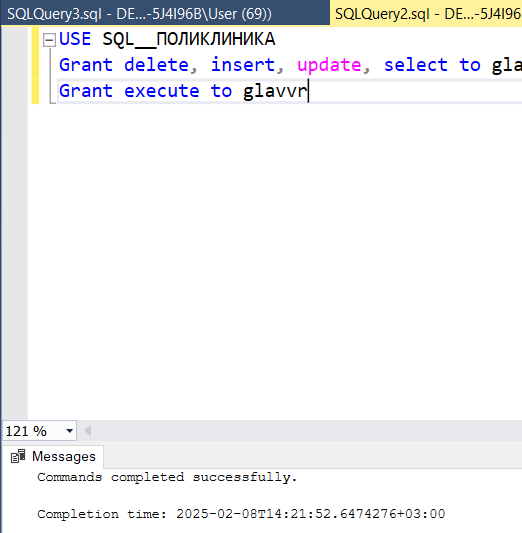 SQLQuery3.sql - DE...-5J4I96B\User (69)) SQLQuery2.sql - DE...-5J4I96
USE SQL__ПОЛИКЛИНИКА
Grant delete, insert, update, select to gla
Grant execute to glavvr
121 %
Messages
Commands completed successfully.
Completion time: 2025-02-08T14:21:52.6474276+03:00